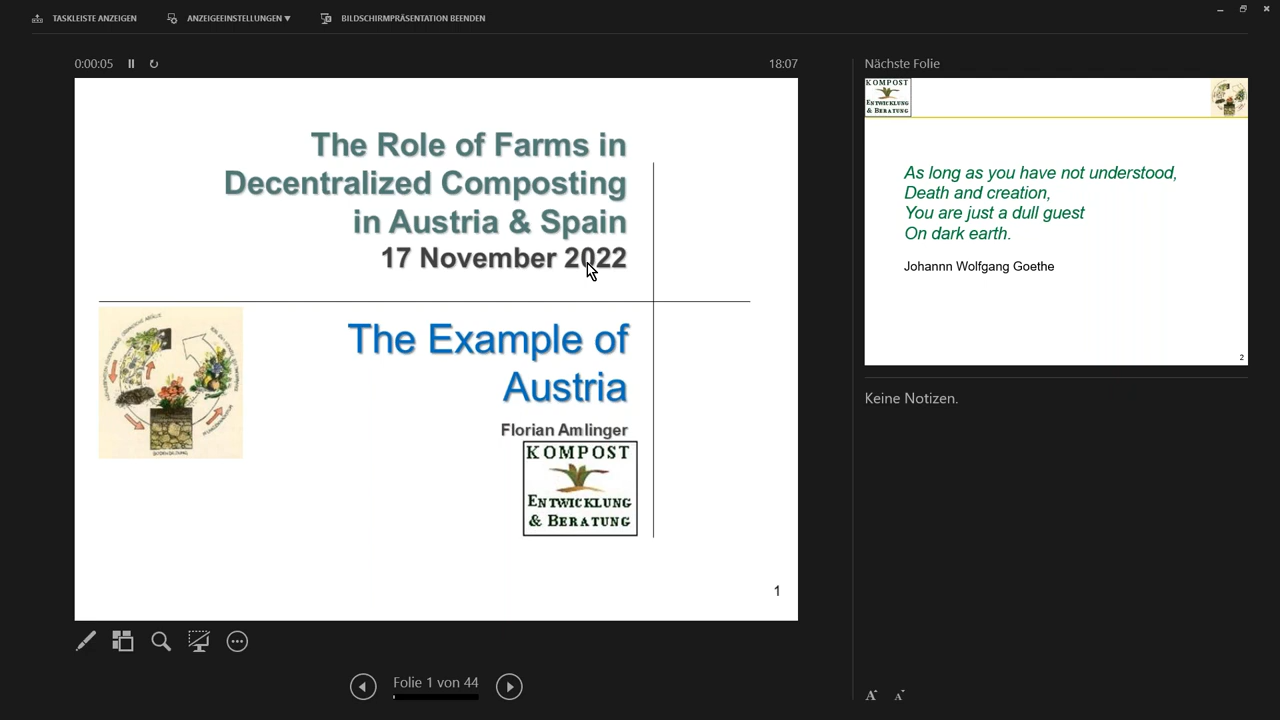 TASKLEISTE ANZEIGEN
ANZEIGEEINSTELLUNGEN ▼
BILDSCHIRMPRÄSENTATION BEENDEN
0:00:05
18:07
The Role of Farms in
Decentralized Composting
in Austria & Spain
17 November 2022
The Example of
Austria
Florian Amlinger
KOMPOST
ENTWICKLUNG
& BERATUNG
1
Folie 1 von 44
Nächste Folie
KOMPOST
ENTWICKLUNG
& BERATUNG
As long as you have not understood,
Death and creation,
You are just a dull guest
On dark earth.
Johannn Wolfgang Goethe
2
Keine Notizen.
A
A